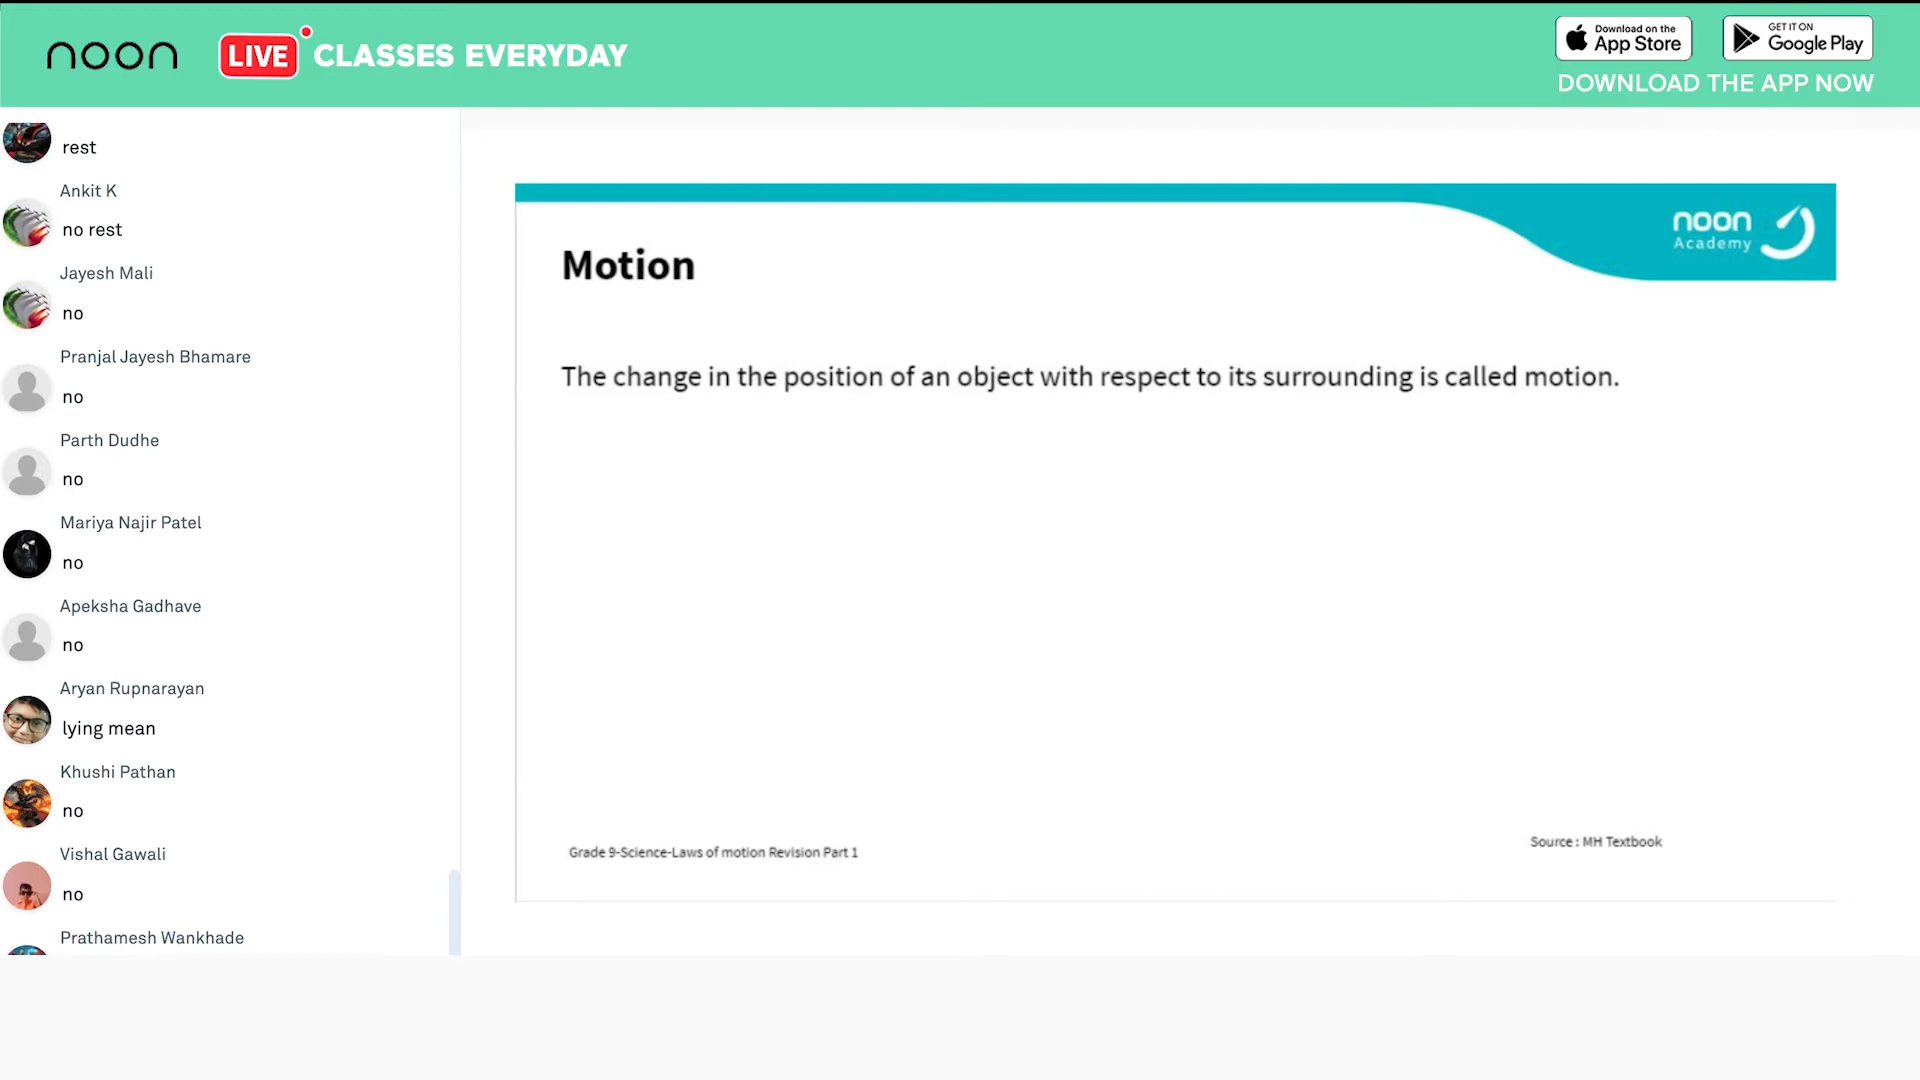 noon
LIVE CLASSES EVERYDAY
Download on the
App Store
GET IT ON
Google Play
DOWNLOAD THE APP NOW
rest
Ankit K
no rest
Jayesh Mali
no
Pranjal Jayesh Bhamare
no
Parth Dudhe
no
Mariya Najir Patel
no
Apeksha Gadhave
no
Aryan Rupnarayan
lying mean
Khushi Pathan
no
Vishal Gawali
no
Prathamesh Wankhade
noon
Academy
Motion
The change in the position of an object with respect to its surrounding is called motion.
Grade 9-Science-Laws of motion Revision Part 1
Source : MH Textbook